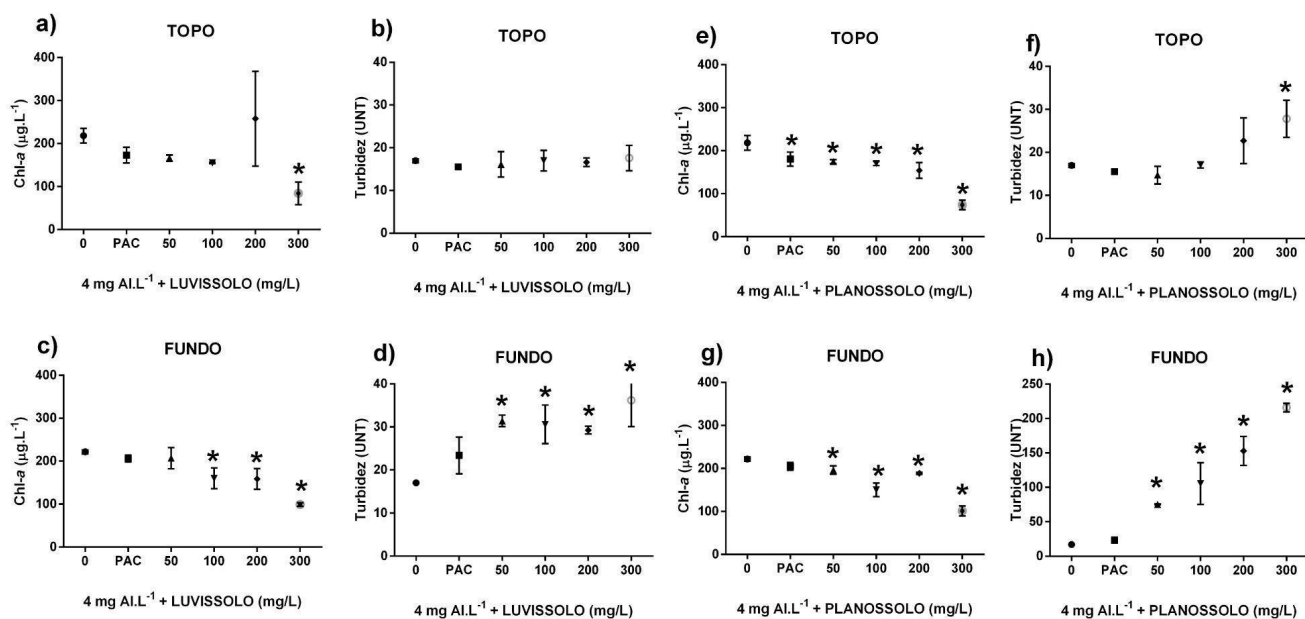 a)
TOPO
Chl-a (µg.L⁻¹)
400
300
200
100
0
0 PAC 50 100 200 300
*
4 mg Al.L⁻¹ + LUVISSOLO (mg/L)
b)
TOPO
Turbidez (UNT)
40
30
20
10
0
0 PAC 50 100 200 300
4 mg Al.L⁻¹ + LUVISSOLO (mg/L)
e)
TOPO
Chl-a (µg.L⁻¹)
400
300
200
100
0
* * * * *
0 PAC 50 100 200 300
4 mg Al.L⁻¹ + PLANOSSOLO (mg/L)
f)
TOPO
Turbidez (UNT)
40
30
20
10
0
*
0 PAC 50 100 200 300
4 mg Al.L⁻¹ + PLANOSSOLO (mg/L)
c)
FUNDO
Chl-a (µg.L⁻¹)
400
300
200
100
0
* * *
0 PAC 50 100 200 300
4 mg Al.L⁻¹ + LUVISSOLO (mg/L)
d)
FUNDO
Turbidez (UNT)
40
30
20
10
0
* * * *
0 PAC 50 100 200 300
4 mg Al.L⁻¹ + LUVISSOLO (mg/L)
g)
FUNDO
Chl-a (µg.L⁻¹)
400
300
200
100
0
* * * *
0 PAC 50 100 200 300
4 mg Al.L⁻¹ + PLANOSSOLO (mg/L)
h)
FUNDO
Turbidez (UNT)
250
200
150
100
50
0
* * * *
0 PAC 50 100 200 300
4 mg Al.L⁻¹ + PLANOSSOLO (mg/L)